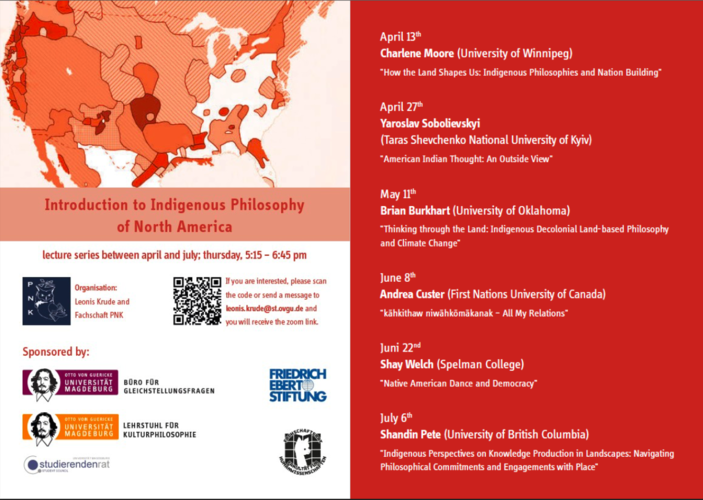 Introduction to Indigenous Philosophy
of North America
lecture series between april and july; thursday, 5:15 – 6:45 pm
PNK
Organisation:
Leonis Krude and
Fachschaft PNK
If you are interested, please scan
the code or send a message to
leonis.krude@st.ovgu.de and
you will receive the zoom link.
Sponsored by:
OTTO VON GUERICKE
UNIVERSITÄT
MAGDEBURG
BÜRO FÜR
GLEICHSTELLUNGSFRAGEN
FRIEDRICH
EBERT
STIFTUNG
OTTO VON GUERICKE
UNIVERSITÄT
MAGDEBURG
LEHRSTUHL FÜR
KULTURPHILOSOPHIE
studierendenrat
April 13th
Charlene Moore (University of Winnipeg)
"How the Land Shapes Us: Indigenous Philosophies and Nation Building"
April 27th
Yaroslav Sobolievskyi
(Taras Shevchenko National University of Kyiv)
"American Indian Thought: An Outside View"
May 11th
Brian Burkhart (University of Oklahoma)
"Thinking through the Land: Indigenous Decolonial Land-based Philosophy
and Climate Change"
June 8th
Andrea Custer (First Nations University of Canada)
"kâhkithaw niwâhkômâkanak – All My Relations"
Juni 22nd
Shay Welch (Spelman College)
"Native American Dance and Democracy"
July 6th
Shandin Pete (University of British Columbia)
"Indigenous Perspectives on Knowledge Production in Landscapes: Navigating
Philosophical Commitments and Engagements with Place"